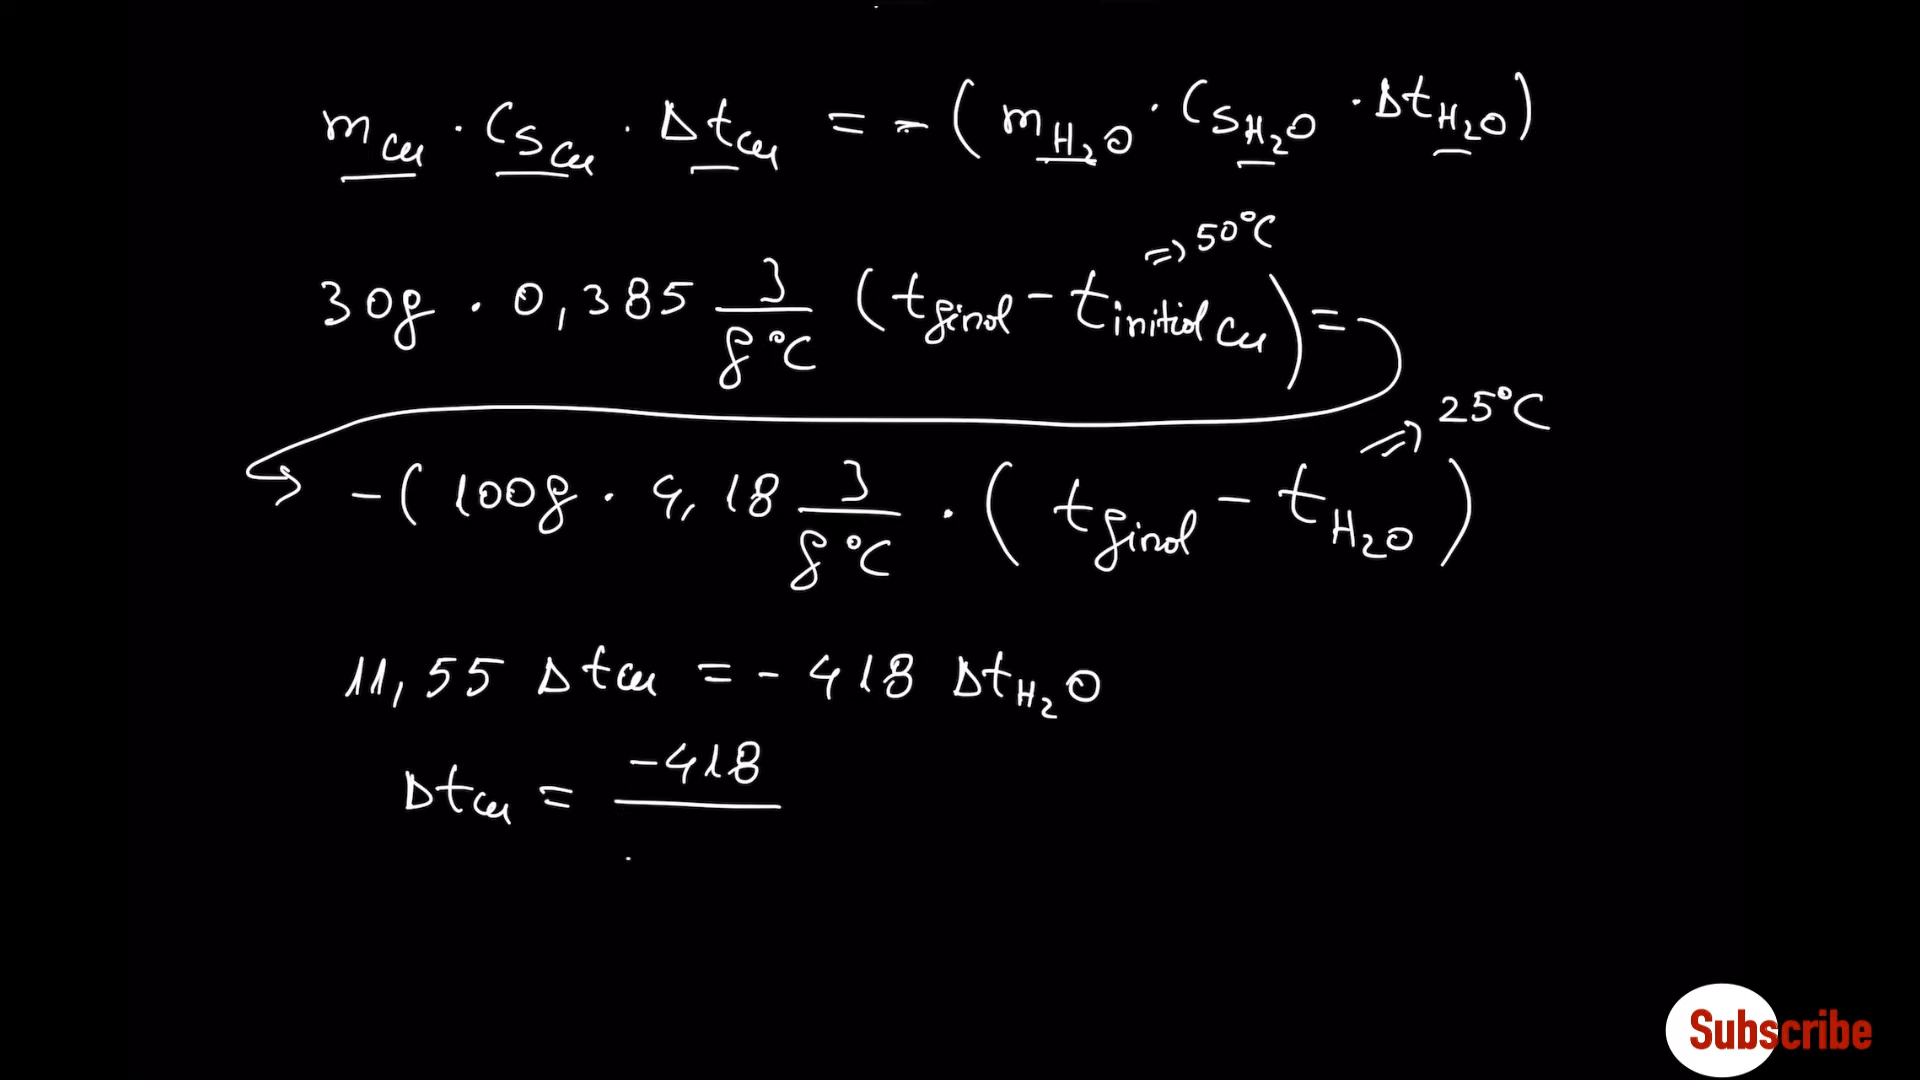 m_Cu · Cs_Cu · Δt_Cu = - (m_H₂O · Cs_H₂O · Δt_H₂O)
⇒ 50°C
30g · 0,385 J/g°C (t_final - t_initial Cu) =
⇒ 25°C
-(100g · 4,18 J/g°C · (t_final - t_H₂O)
11,55 Δt_Cu = - 418 Δt_H₂O
Δt_Cu = -418/
Subscribe